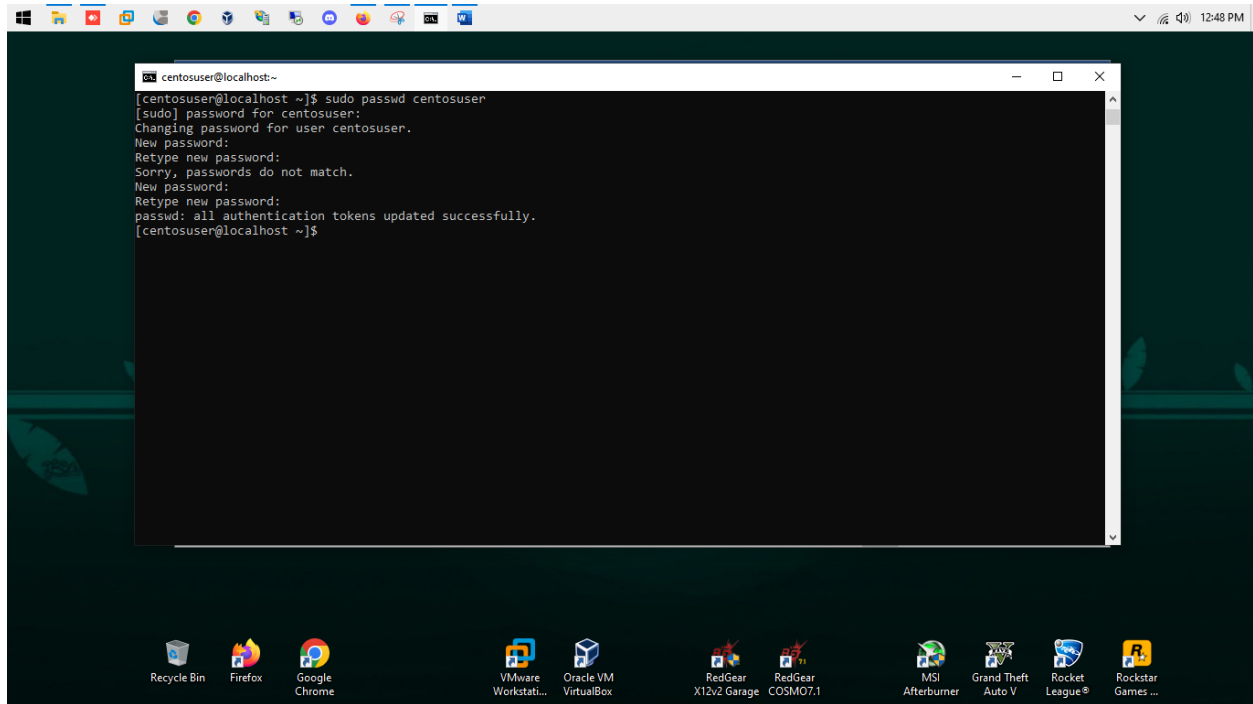 12:48 PM
centosuser@localhost:~
[centosuser@localhost ~]$ sudo passwd centosuser
[sudo] password for centosuser:
Changing password for user centosuser.
New password:
Retype new password:
Sorry, passwords do not match.
New password:
Retype new password:
passwd: all authentication tokens updated successfully.
[centosuser@localhost ~]$
Recycle Bin
Firefox
Google
Chrome
VMware
Workstati...
Oracle VM
VirtualBox
RedGear
X12v2 Garage
RedGear
COSMO7.1
MSI
Afterburner
Grand Theft
Auto V
Rocket
League®
Rockstar
Games ...